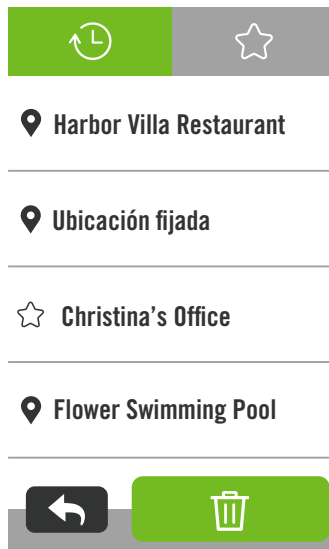 Harbor Villa Restaurant
Ubicación fijada
Christina’s Office
Flower Swimming Pool